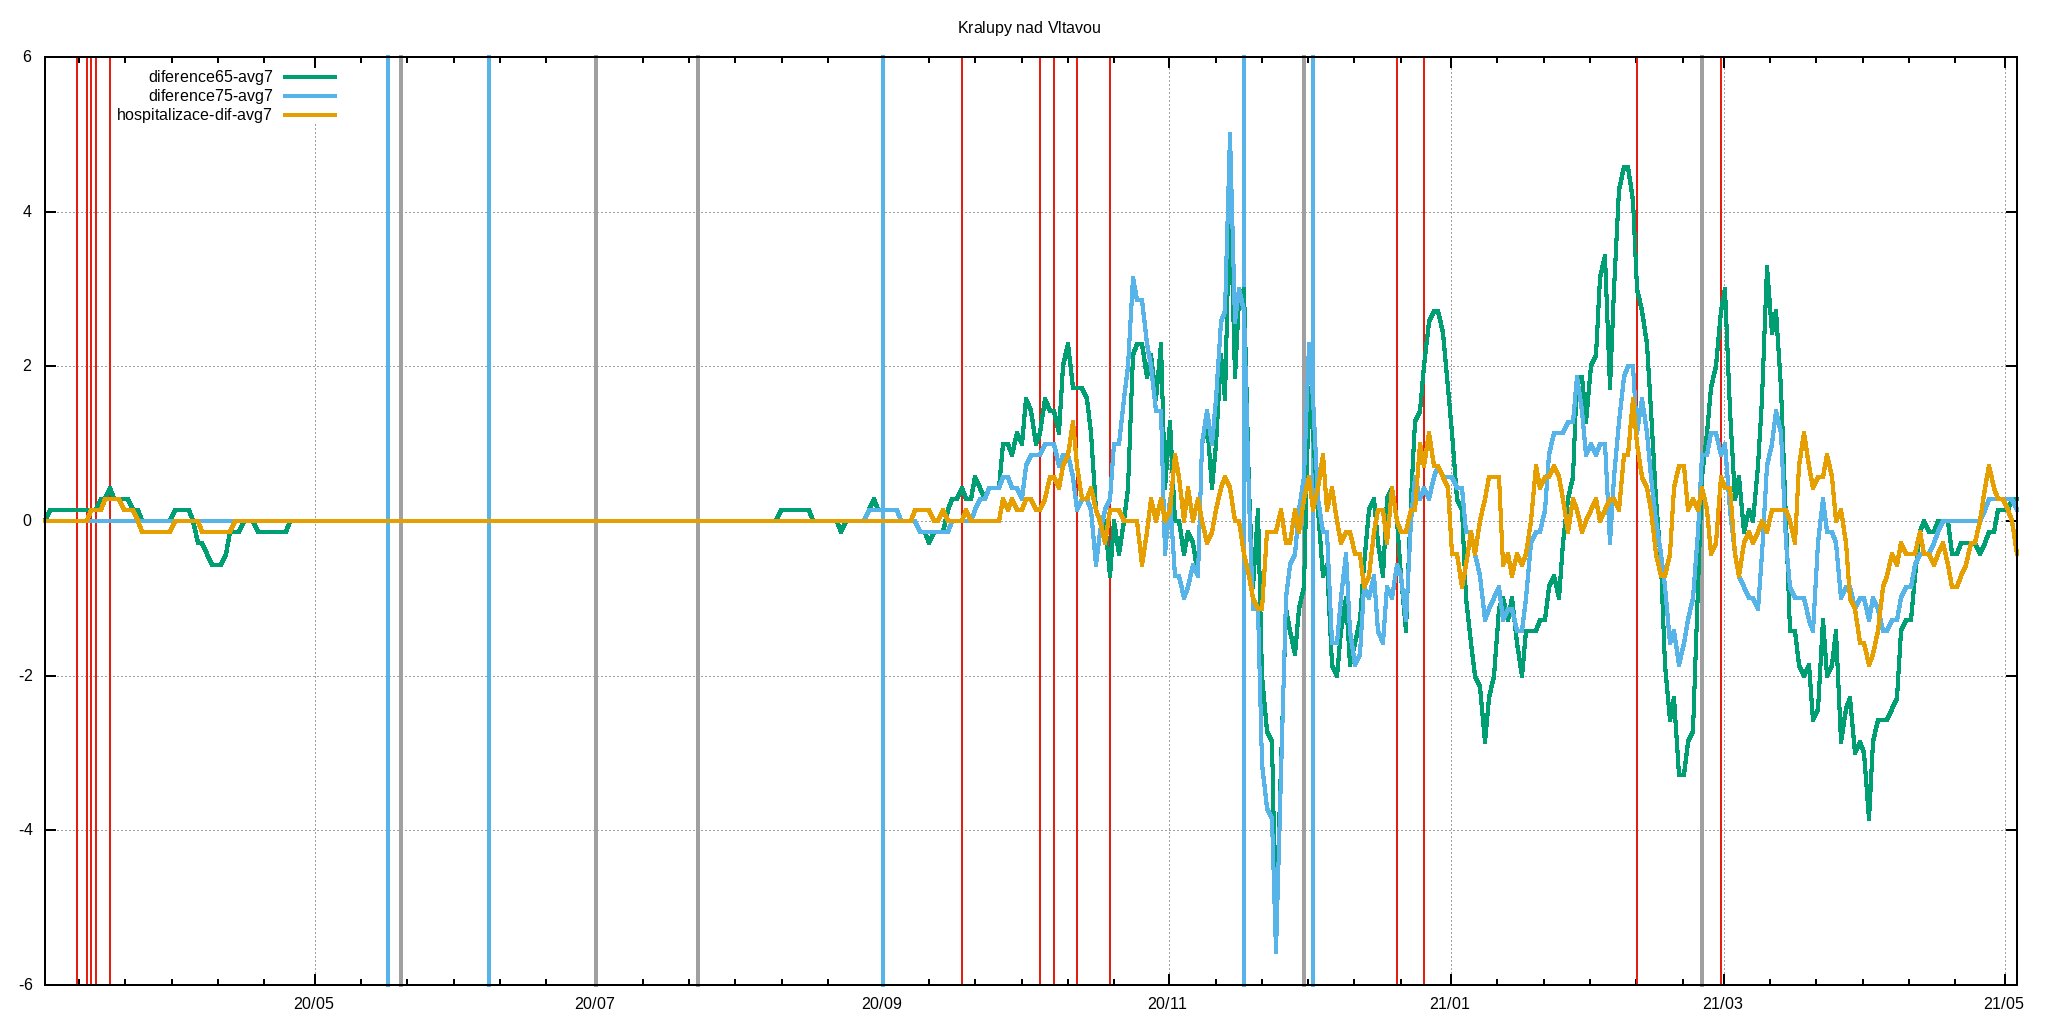 Kralupy nad Vltavou
6
diference65-avg7
diference75-avg7
hospitalizace-dif-avg7
4
2
0
-2
-4
-6
20/05 20/07 20/09 20/11 21/01 21/03 21/05